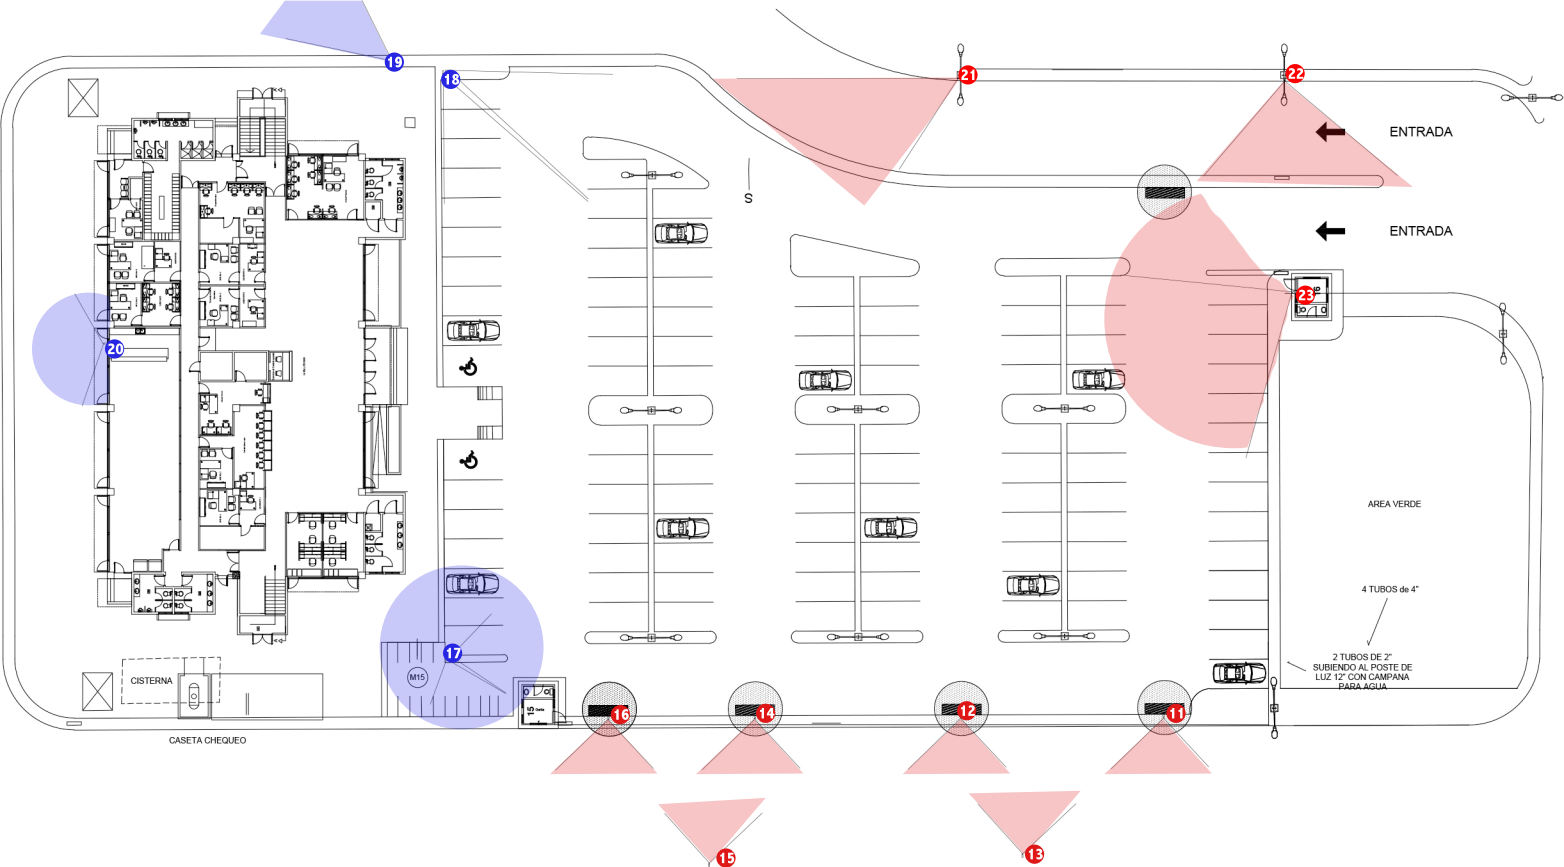 19
18
21
22
ENTRADA
S
ENTRADA
23
16
20
AREA VERDE
4 TUBOS de 4"
17
2 TUBOS DE 2"
SUBIENDO AL POSTE DE
LUZ 12" CON CAMPANA
PARA AGUA
CISTERNA
M15
15
16
14
12
11
CASETA CHEQUEO
15
13